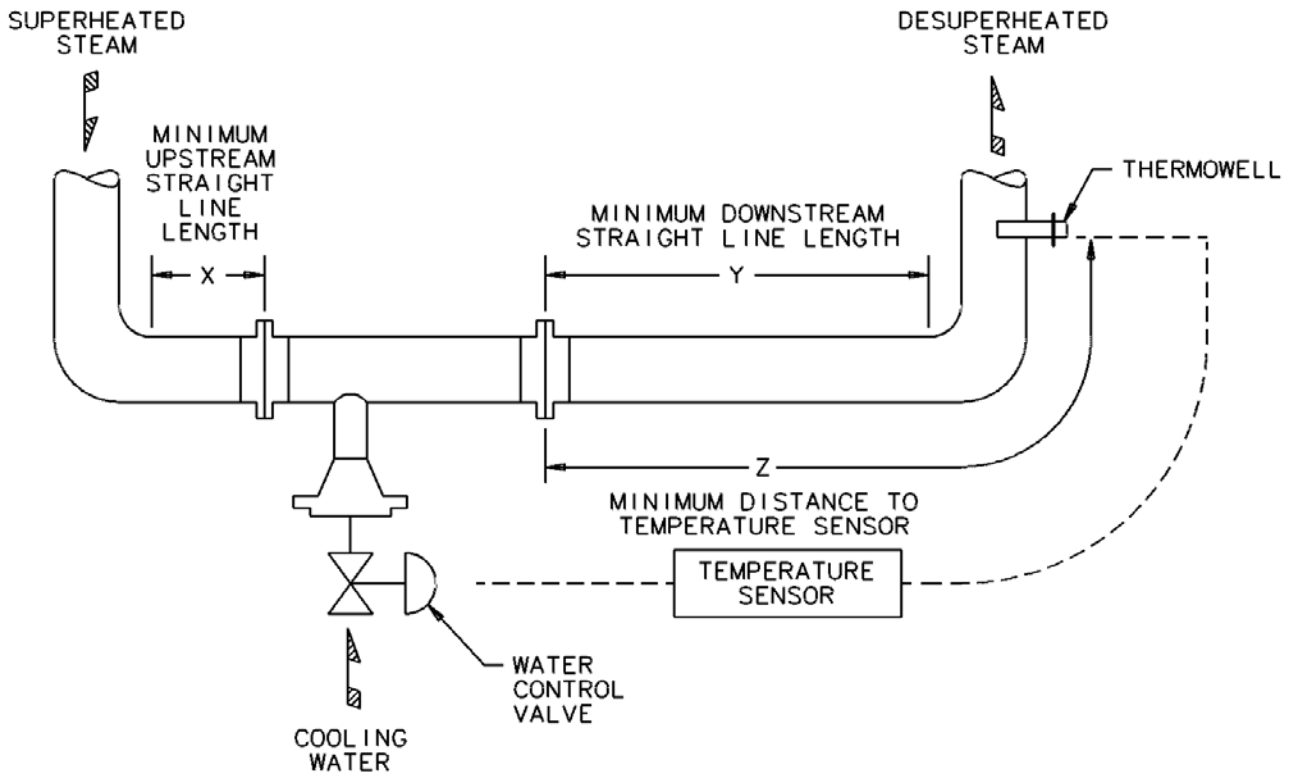 SUPERHEATED
STEAM
DESUPERHEATED
STEAM
MINIMUM
UPSTREAM
STRAIGHT
LINE
LENGTH
X
MINIMUM DOWNSTREAM
STRAIGHT LINE LENGTH
Y
THERMOWELL
Z
MINIMUM DISTANCE TO
TEMPERATURE SENSOR
TEMPERATURE
SENSOR
WATER
CONTROL
VALVE
COOLING
WATER